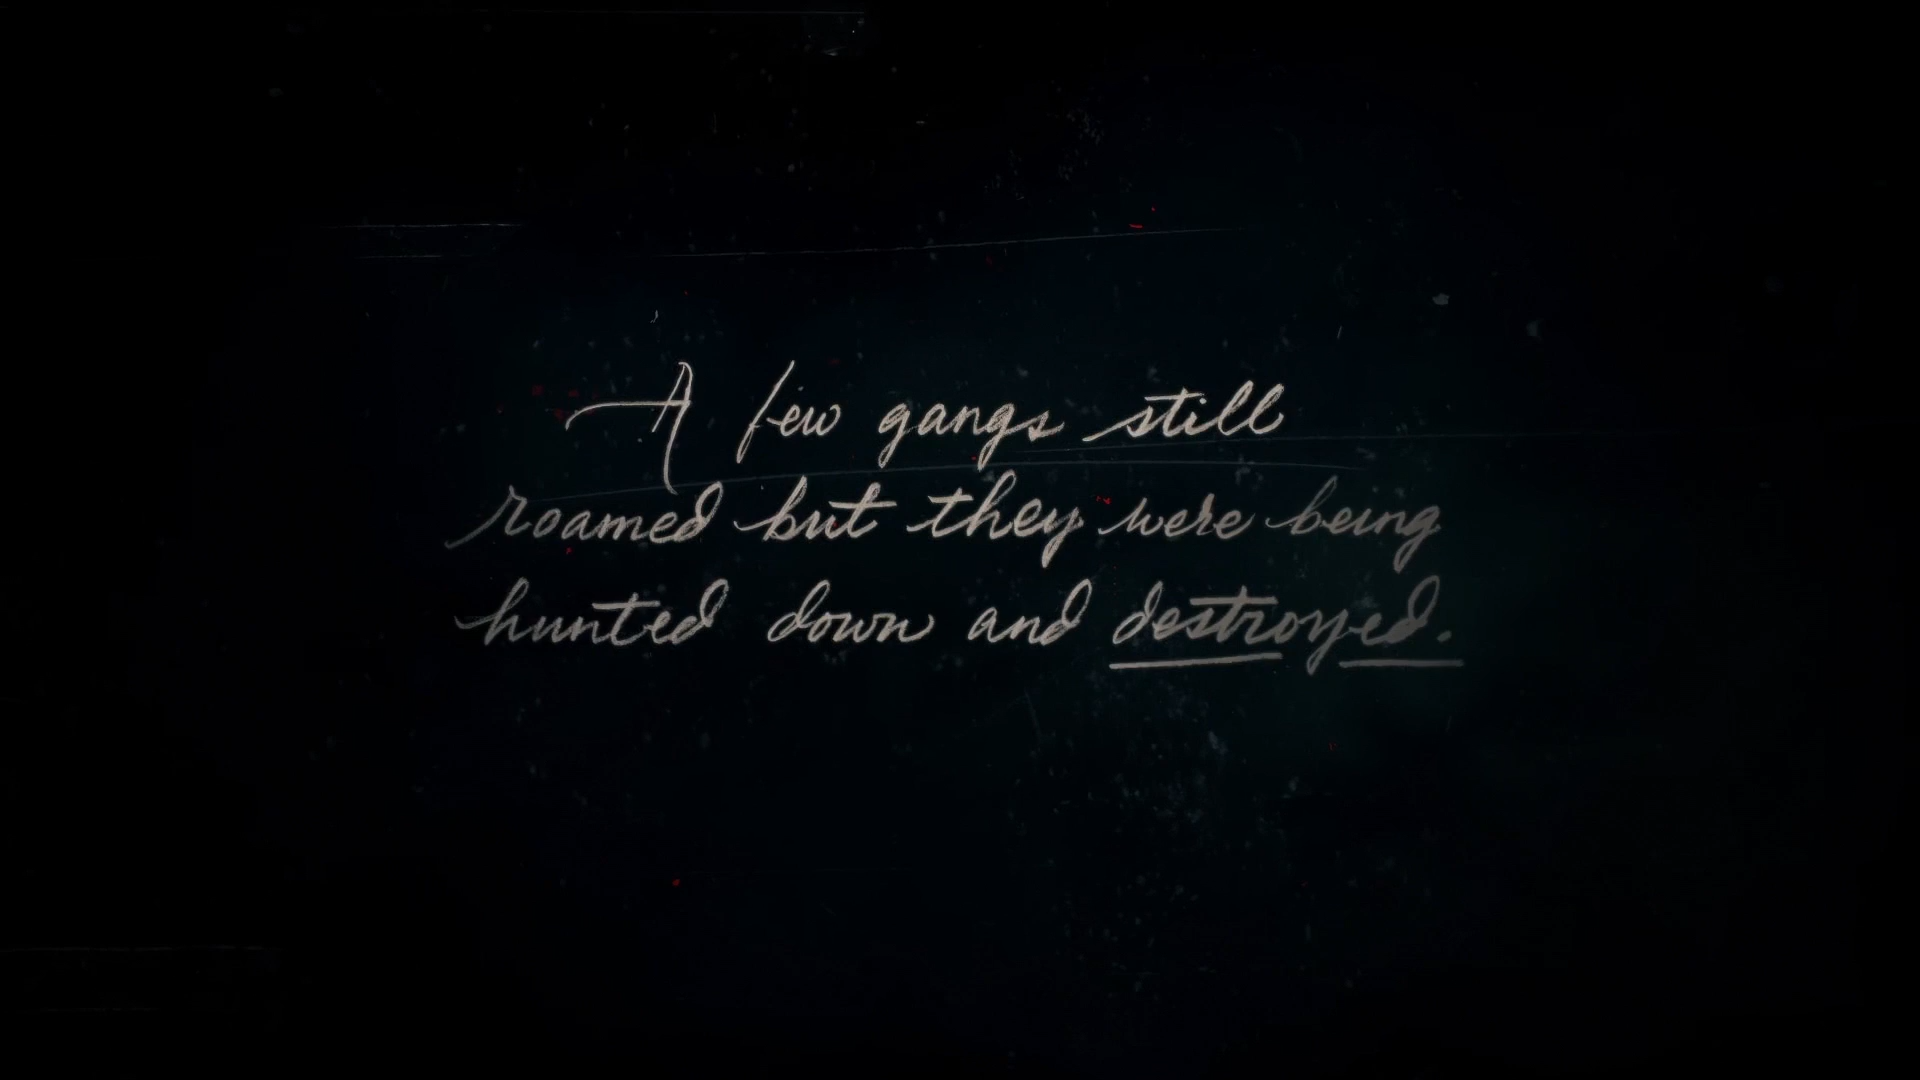 A few gangs still
roamed but they were being
hunted down and destroyed.